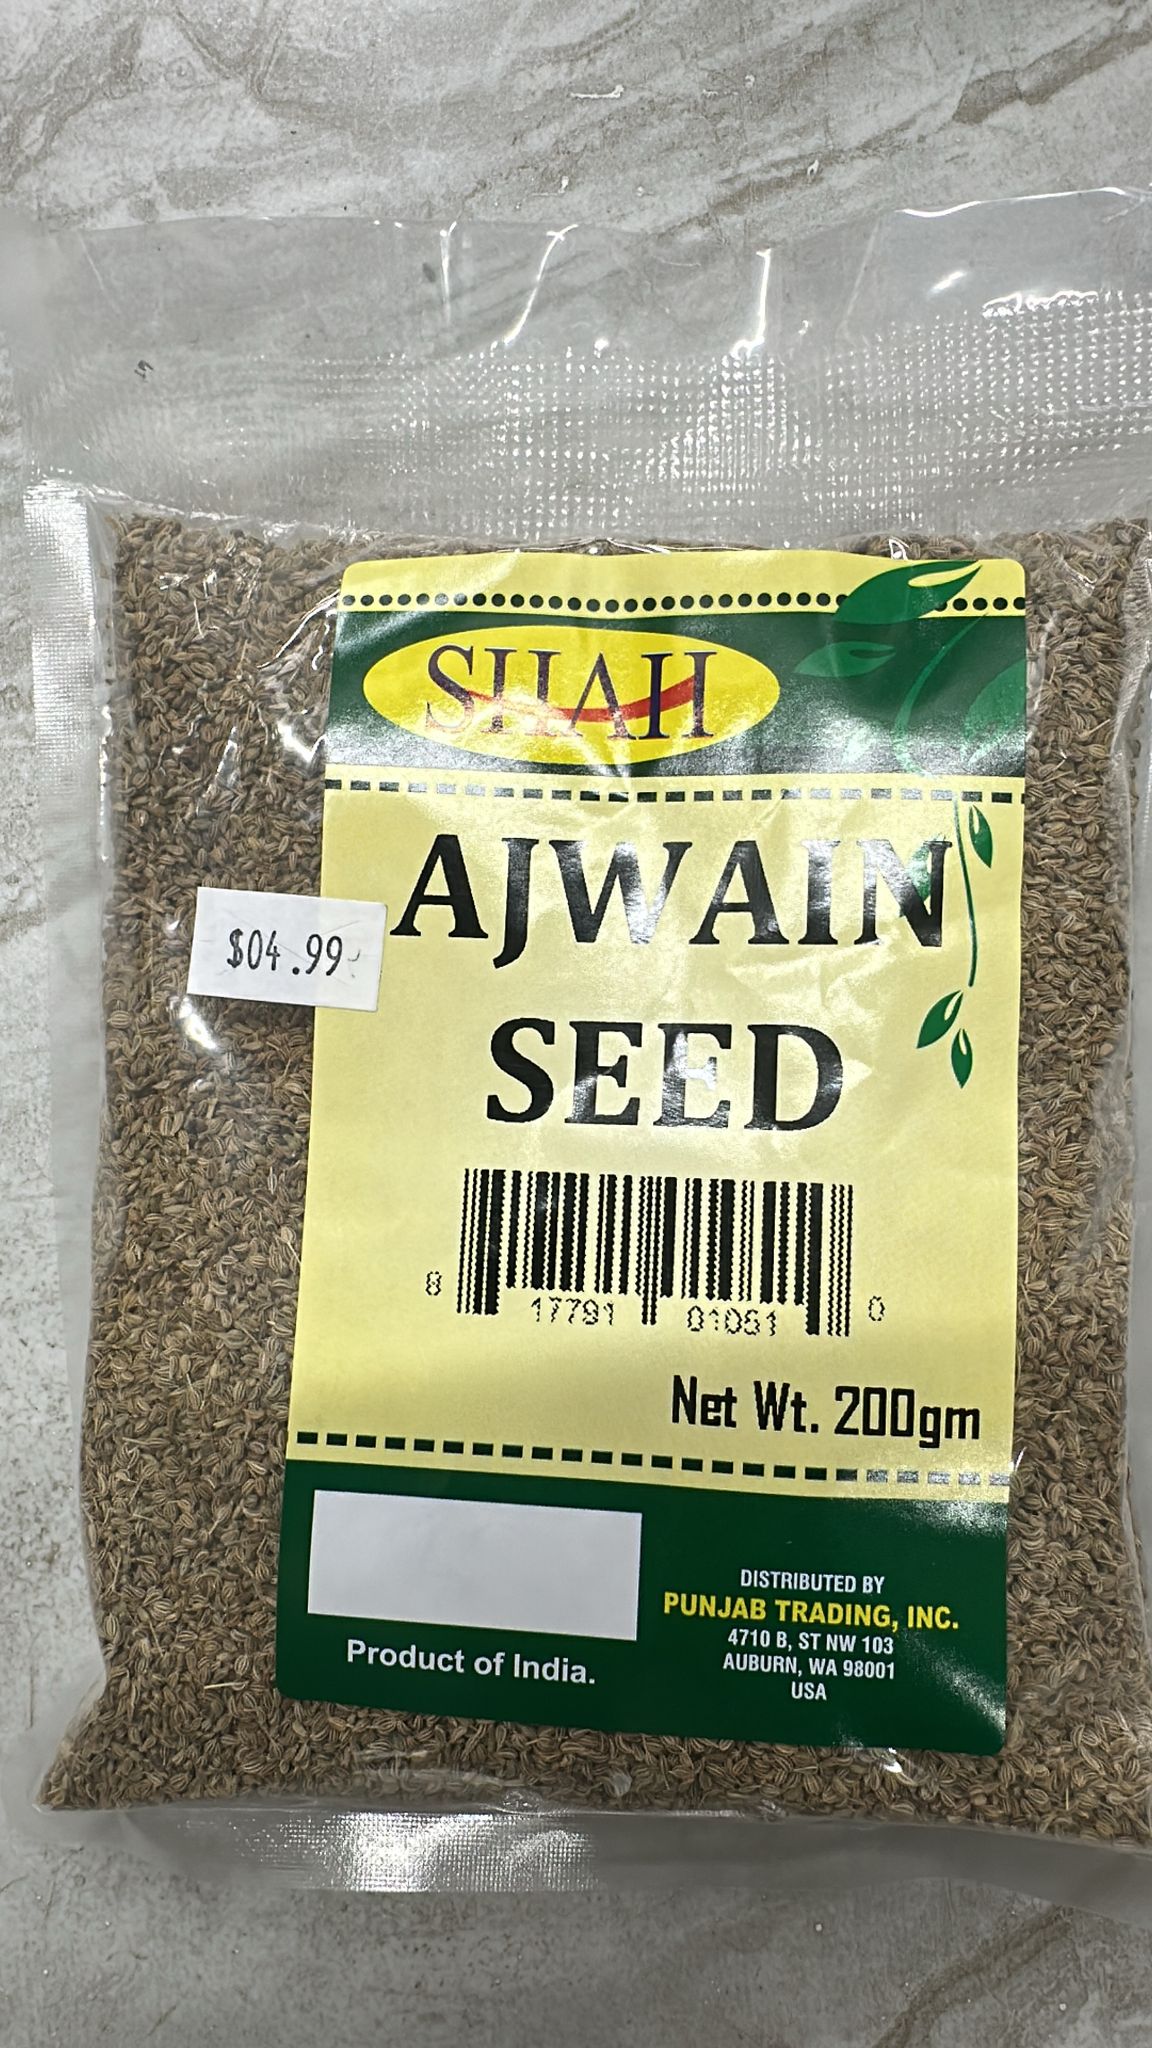 SHAH
AJWAIN
SEED
$04.99
8 17791 01051 0
Net Wt. 200gm
Product of India.
DISTRIBUTED BY
PUNJAB TRADING, INC.
4710 B, ST NW 103
AUBURN, WA 98001
USA